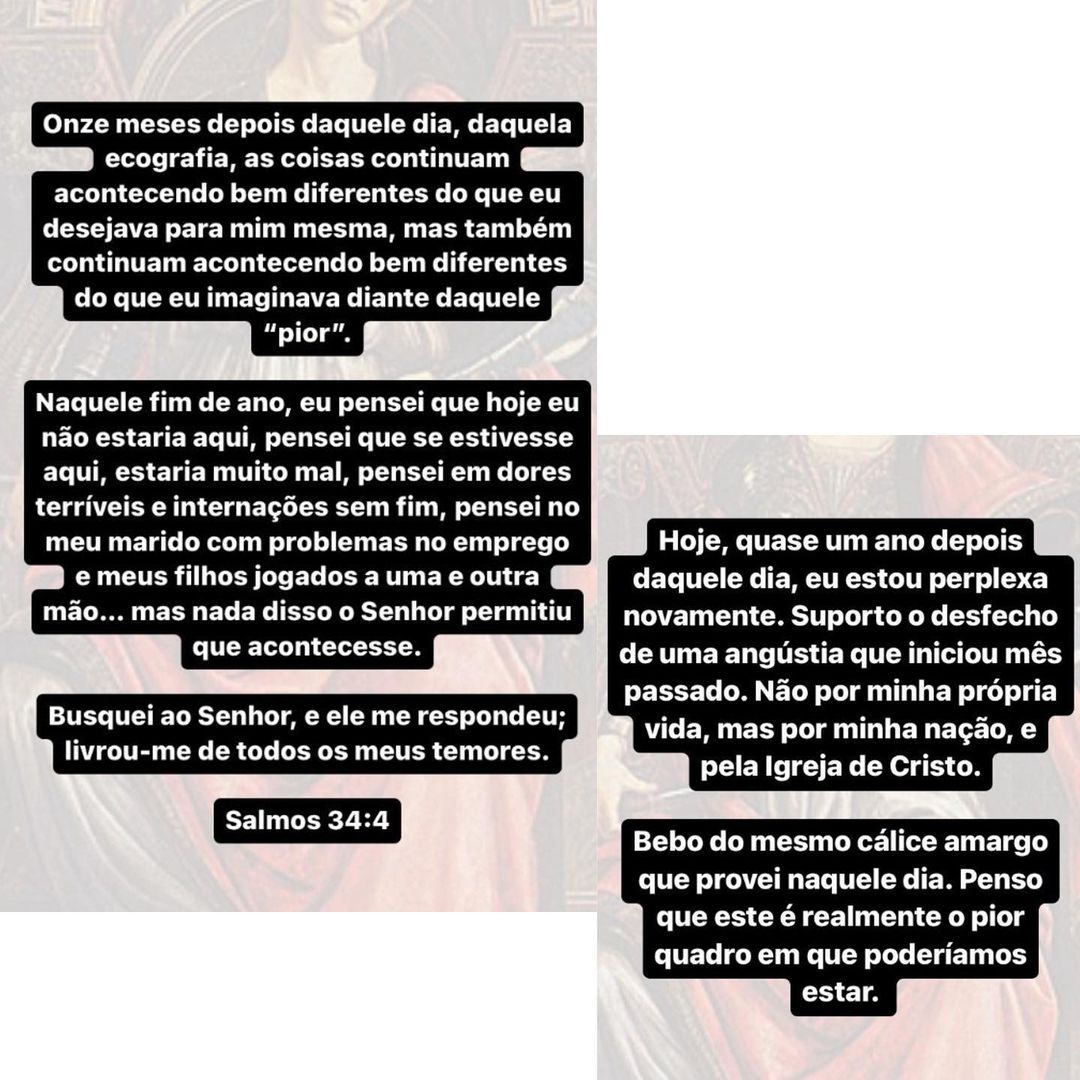 Onze meses depois daquele dia, daquela
ecografia, as coisas continuam
acontecendo bem diferentes do que eu
desejava para mim mesma, mas também
continuam acontecendo bem diferentes
do que eu imaginava diante daquele
“pior”.
Naquele fim de ano, eu pensei que hoje eu
não estaria aqui, pensei que se estivesse
aqui, estaria muito mal, pensei em dores
terríveis e internações sem fim, pensei no
meu marido com problemas no emprego
e meus filhos jogados a uma e outra
mão... mas nada disso o Senhor permitiu
que acontecesse.
Busquei ao Senhor, e ele me respondeu;
livrou-me de todos os meus temores.
Salmos 34:4
Hoje, quase um ano depois
daquele dia, eu estou perplexa
novamente. Suporto o desfecho
de uma angústia que iniciou mês
passado. Não por minha própria
vida, mas por minha nação, e
pela Igreja de Cristo.
Bebo do mesmo cálice amargo
que provei naquele dia. Penso
que este é realmente o pior
quadro em que poderíamos
estar.